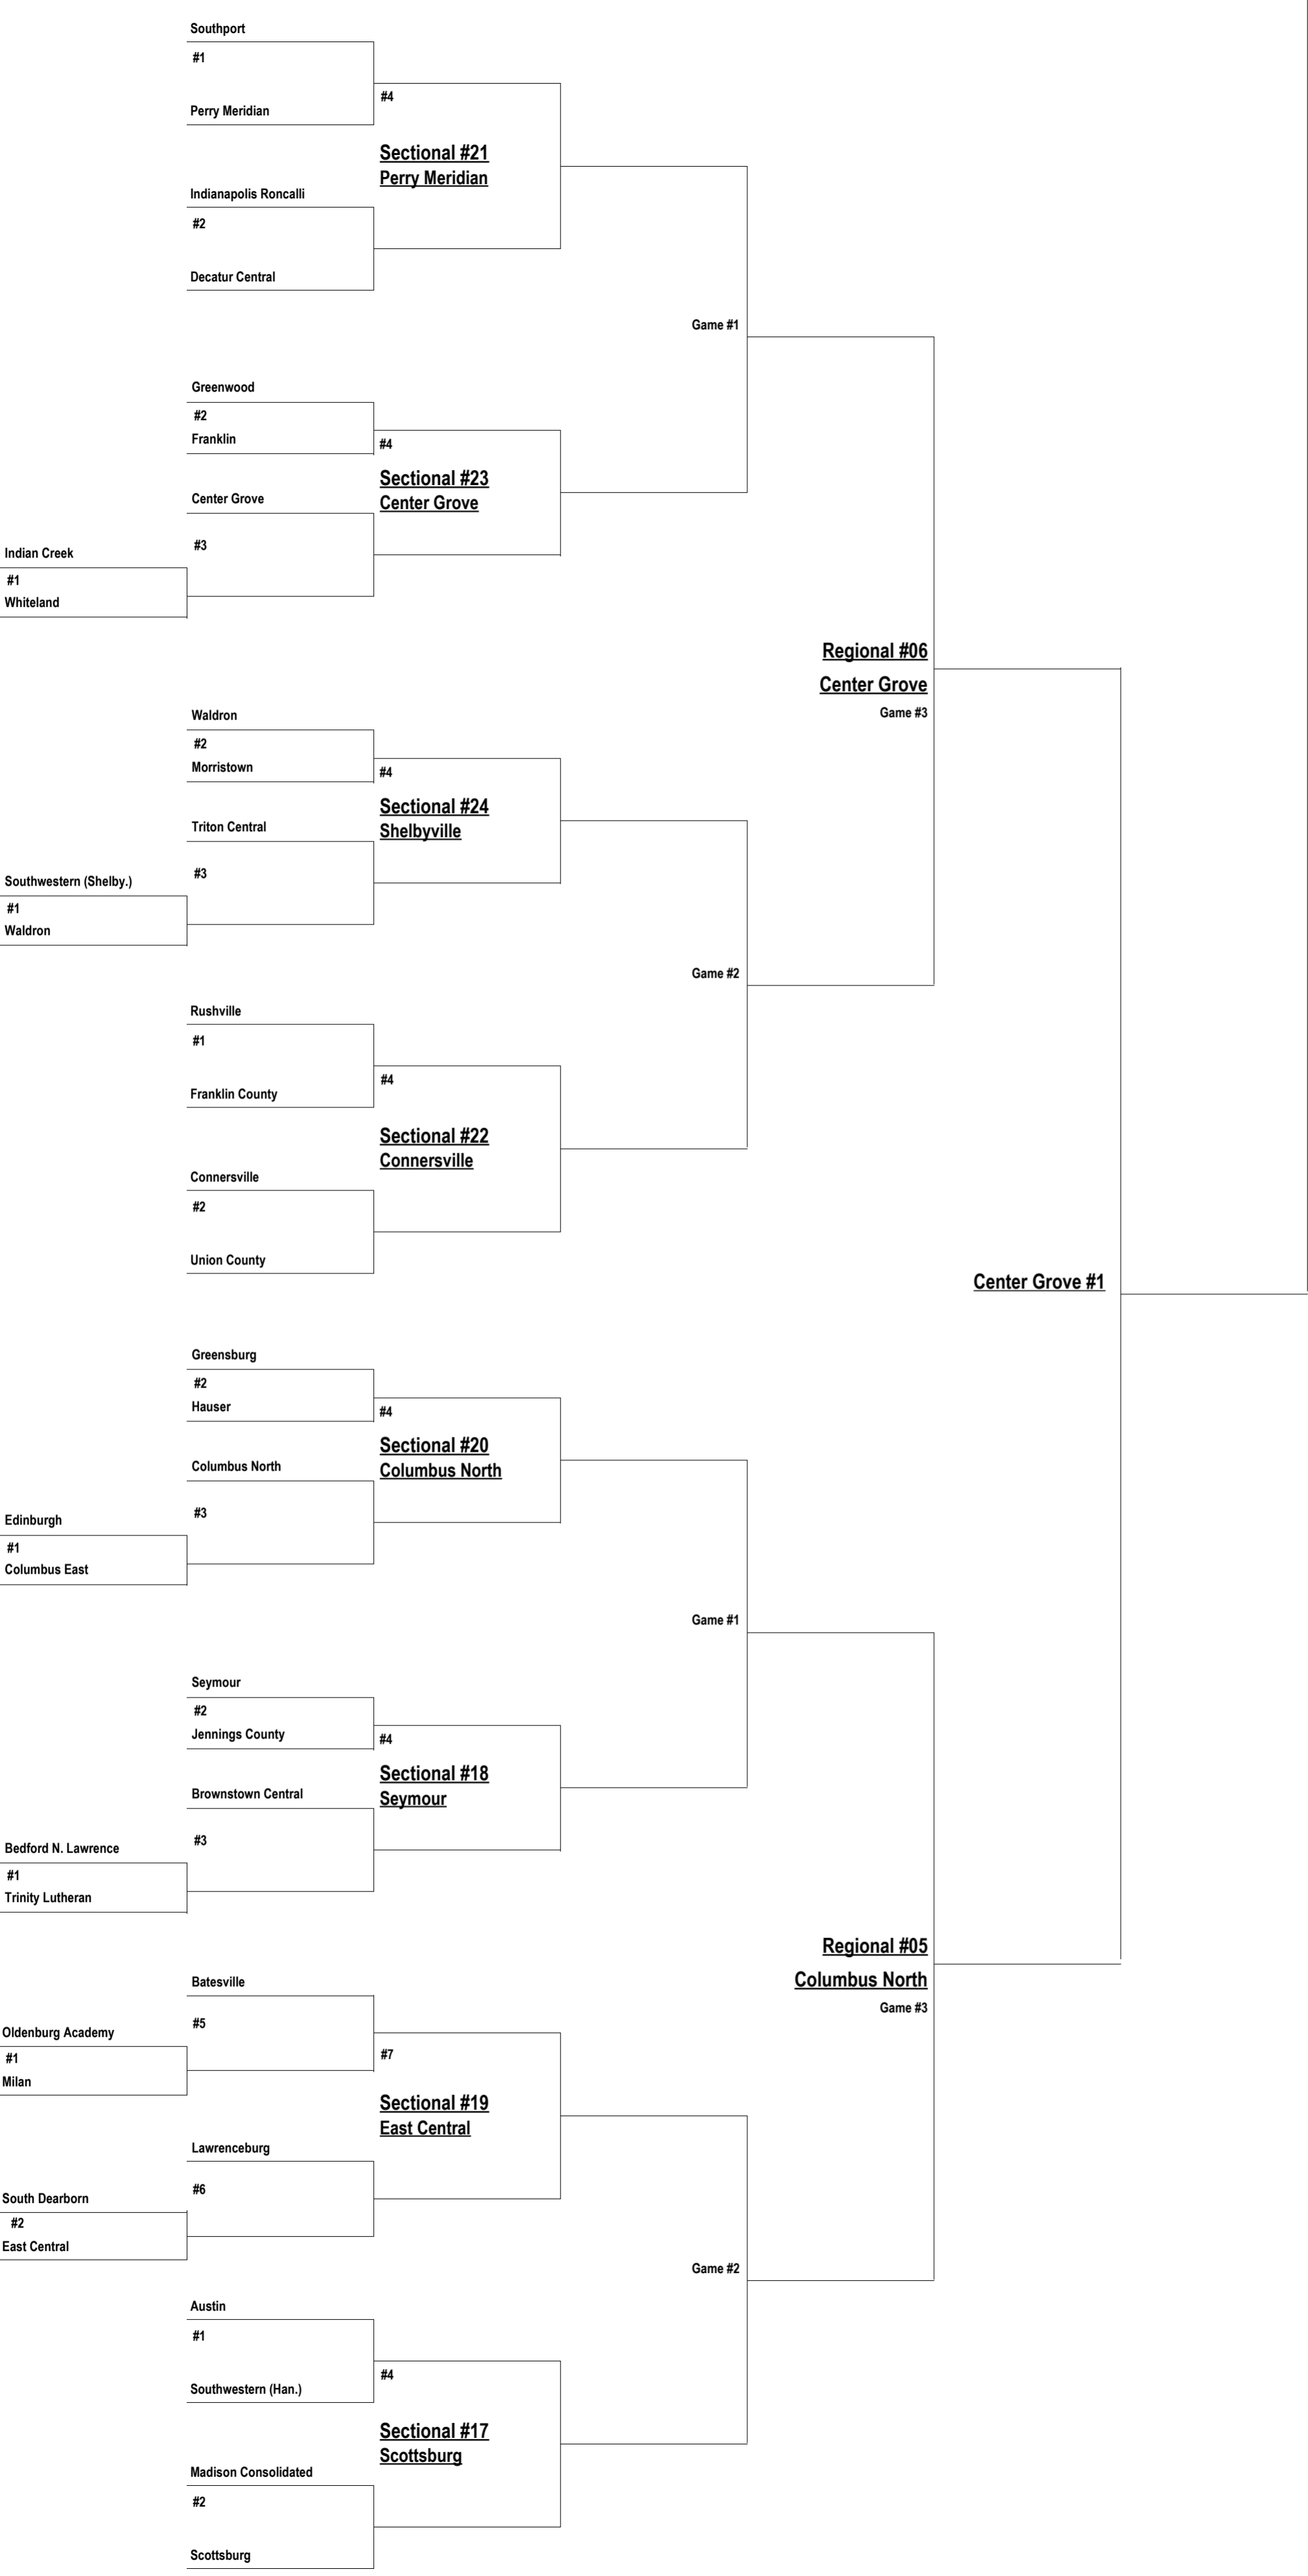 Southport
#1
#4
Perry Meridian
Sectional #21
Perry Meridian
Indianapolis Roncalli
#2
Decatur Central
Game #1
Greenwood
#2
Franklin
#4
Sectional #23
Center Grove
Center Grove
#3
Indian Creek
#1
Whiteland
Regional #06
Center Grove
Game #3
Waldron
#2
Morristown
#4
Sectional #24
Shelbyville
Triton Central
#3
Southwestern (Shelby.)
#1
Waldron
Game #2
Rushville
#1
#4
Franklin County
Sectional #22
Connersville
Connersville
#2
Union County
Center Grove #1
Greensburg
#2
Hauser
#4
Sectional #20
Columbus North
Columbus North
#3
Edinburgh
#1
Columbus East
Game #1
Seymour
#2
Jennings County
#4
Sectional #18
Seymour
Brownstown Central
#3
Bedford N. Lawrence
#1
Trinity Lutheran
Regional #05
Columbus North
Game #3
Batesville
#5
Oldenburg Academy
#1
Milan
#7
Sectional #19
East Central
Lawrenceburg
#6
South Dearborn
#2
East Central
Game #2
Austin
#1
#4
Southwestern (Han.)
Sectional #17
Scottsburg
Madison Consolidated
#2
Scottsburg